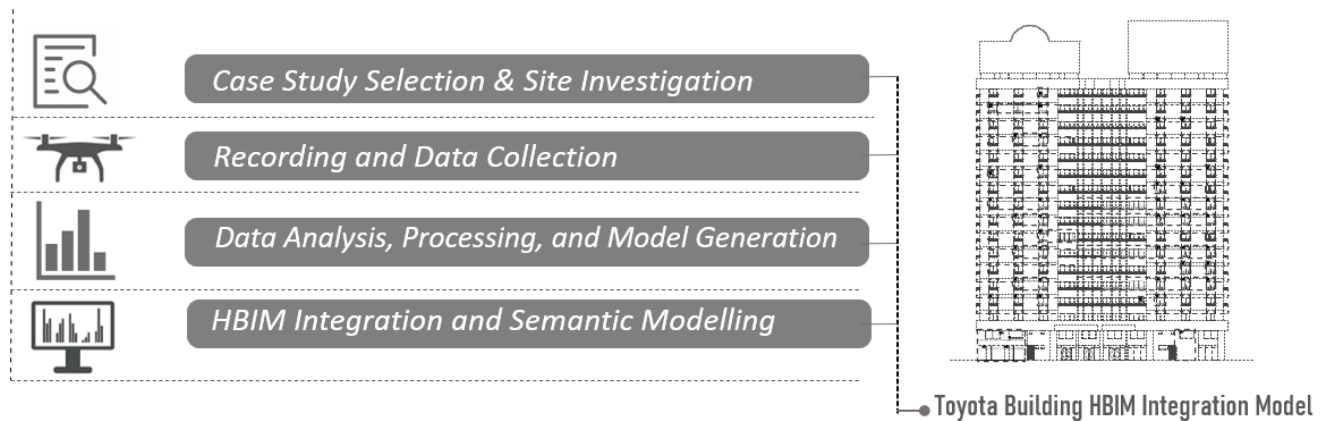 Case Study Selection & Site Investigation
Recording and Data Collection
Data Analysis, Processing, and Model Generation
HBIM Integration and Semantic Modelling
Toyota Building HBIM Integration Model